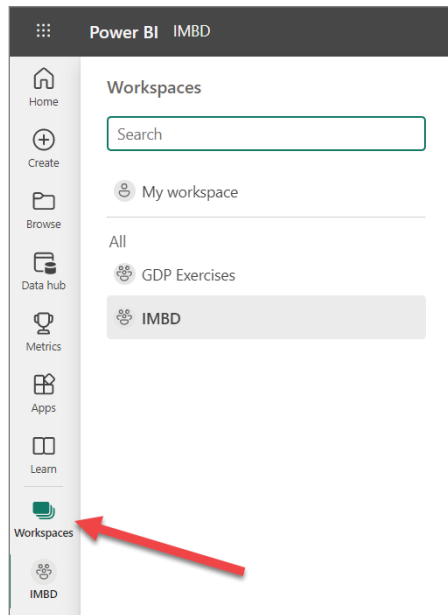 Power BI IMBD
Home
Create
Browse
Data hub
Metrics
Apps
Learn
Workspaces
IMBD
Workspaces
Search
My workspace
All
GDP Exercises
IMBD